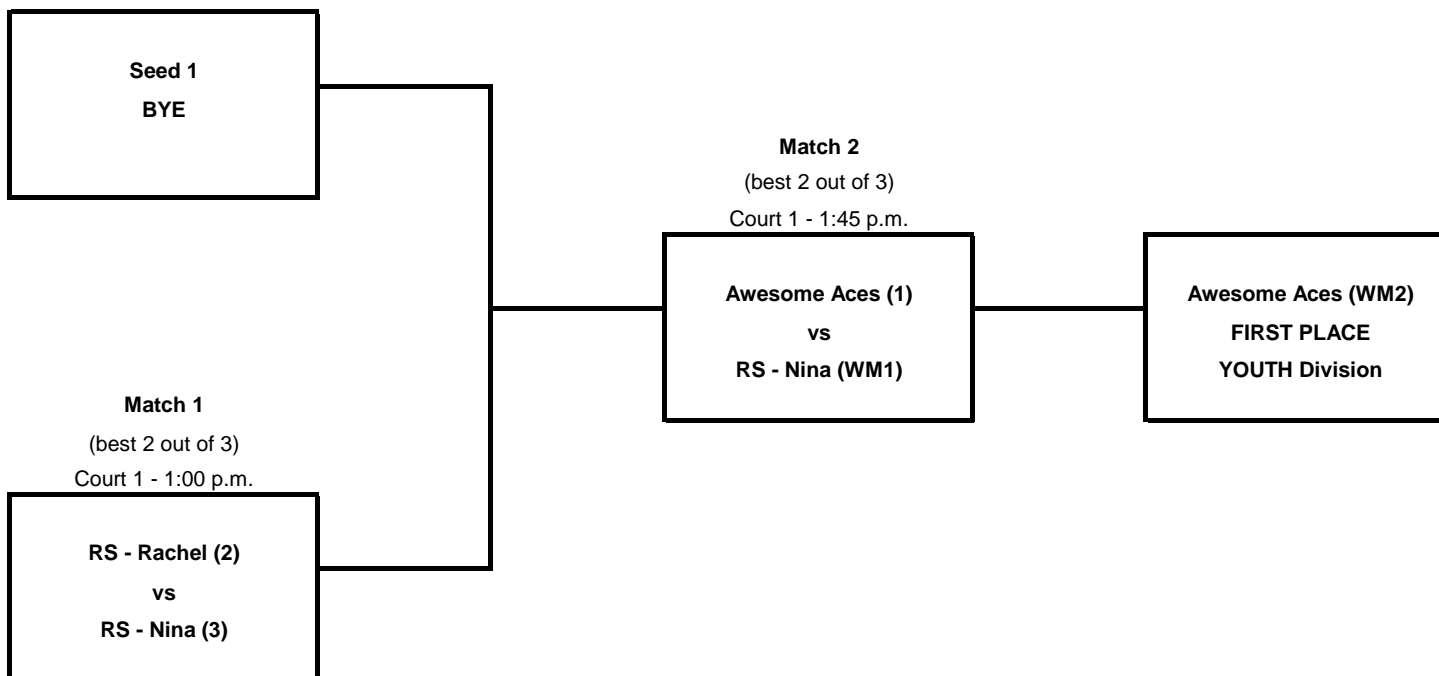 Seed 1
BYE
Match 2
(best 2 out of 3)
Court 1 - 1:45 p.m.
Awesome Aces (1)
vs
RS - Nina (WM1)
Awesome Aces (WM2)
FIRST PLACE
YOUTH Division
Match 1
(best 2 out of 3)
Court 1 - 1:00 p.m.
RS - Rachel (2)
vs
RS - Nina (3)